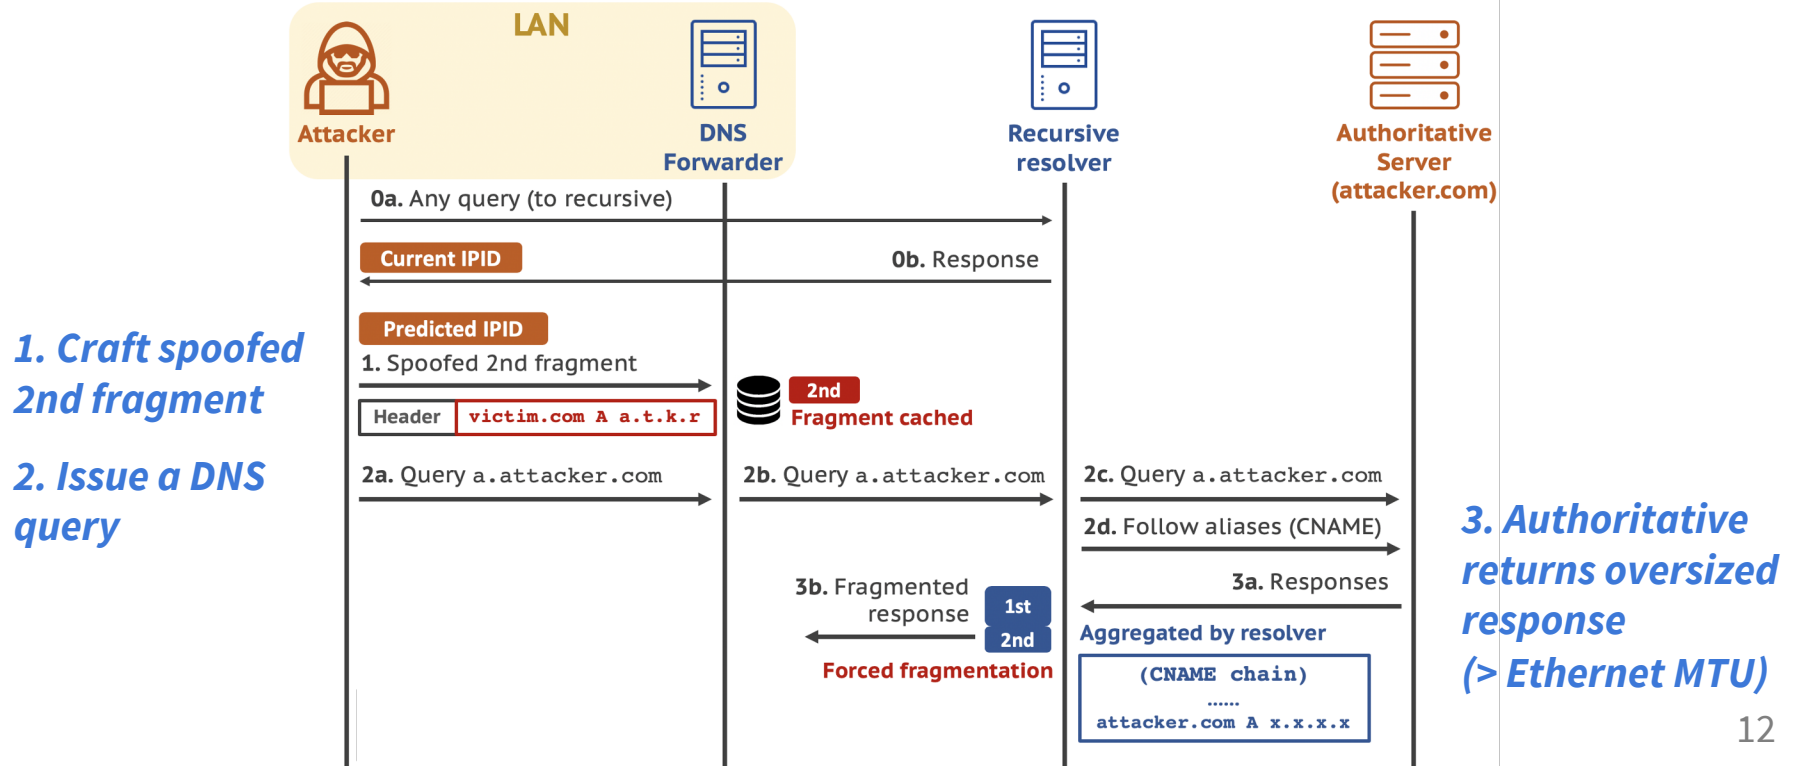 LAN
Attacker
DNS
Forwarder
Recursive
resolver
Authoritative
Server
(attacker.com)
0a. Any query (to recursive)
Current IPID
0b. Response
Predicted IPID
1. Craft spoofed
2nd fragment
1. Spoofed 2nd fragment
Header
victim.com A a.t.k.r
2nd
Fragment cached
2. Issue a DNS
query
2a. Query a.attacker.com
2b. Query a.attacker.com
2c. Query a.attacker.com
2d. Follow aliases (CNAME)
3. Authoritative
returns oversized
response
(> Ethernet MTU)
3a. Responses
3b. Fragmented
response
1st
2nd
Forced fragmentation
Aggregated by resolver
(CNAME chain)
......
attacker.com A x.x.x.x
12